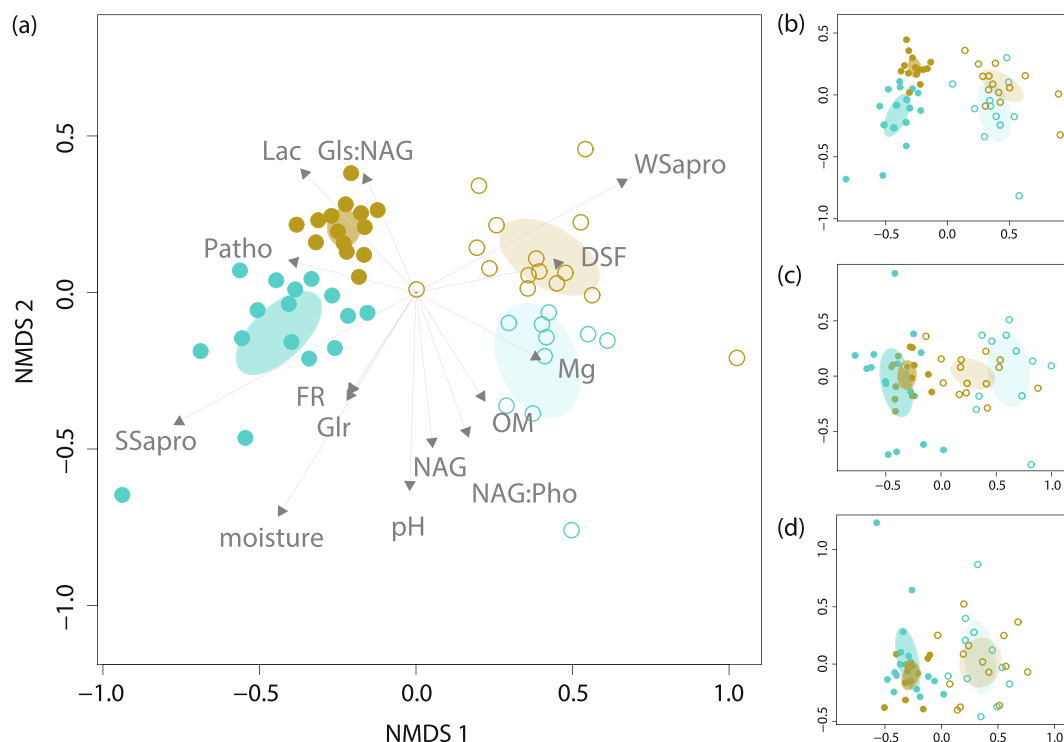 (a)
Lac Gls:NAG
WSapro
Patho
DSF
Mg
FR
Glr
OM
SSapro
NAG
NAG:Pho
moisture
pH
0.5
0.0
−0.5
−1.0
NMDS 2
−1.0 −0.5 0.0 0.5 1.0
NMDS 1
(b)
0.5
0.0
−0.5
−1.0
−0.5 0.0 0.5
(c)
0.5
0.0
−0.5
−0.5 0.0 0.5 1.0
(d)
1.0
0.5
0.0
−0.5
−0.5 0.0 0.5 1.0